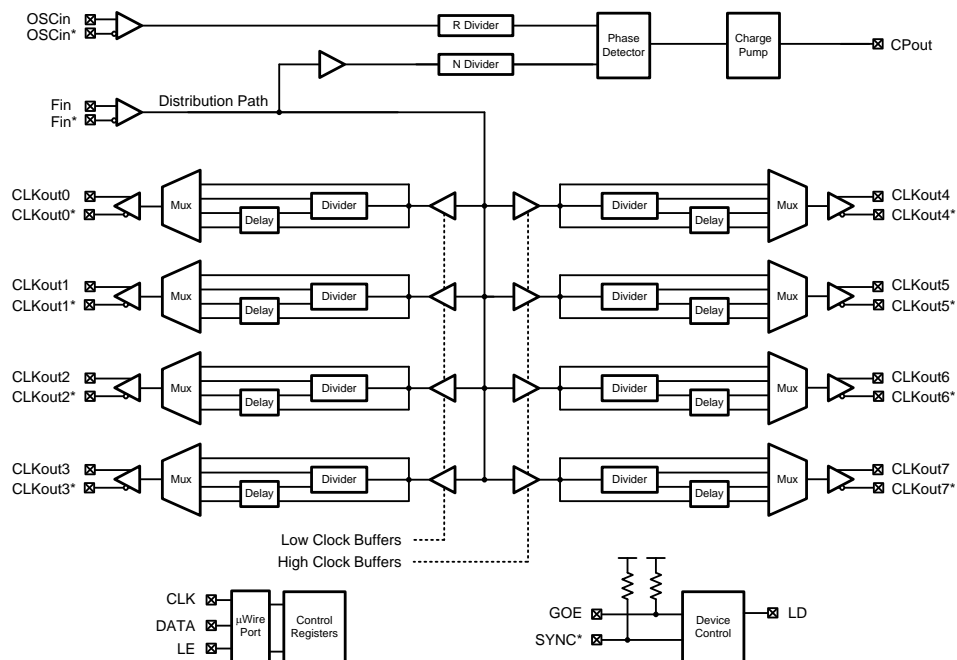 OSCin
OSCin*
R Divider
N Divider
Phase
Detector
Charge
Pump
CPout
Fin
Fin*
Distribution Path
CLKout0
CLKout0*
Mux
Delay
Divider
Divider
Delay
Mux
CLKout4
CLKout4*
CLKout1
CLKout1*
Mux
Delay
Divider
Divider
Delay
Mux
CLKout5
CLKout5*
CLKout2
CLKout2*
Mux
Delay
Divider
Divider
Delay
Mux
CLKout6
CLKout6*
CLKout3
CLKout3*
Mux
Delay
Divider
Divider
Delay
Mux
CLKout7
CLKout7*
Low Clock Buffers
High Clock Buffers
CLK
DATA
LE
μWire
Port
Control
Registers
GOE
SYNC*
Device
Control
LD